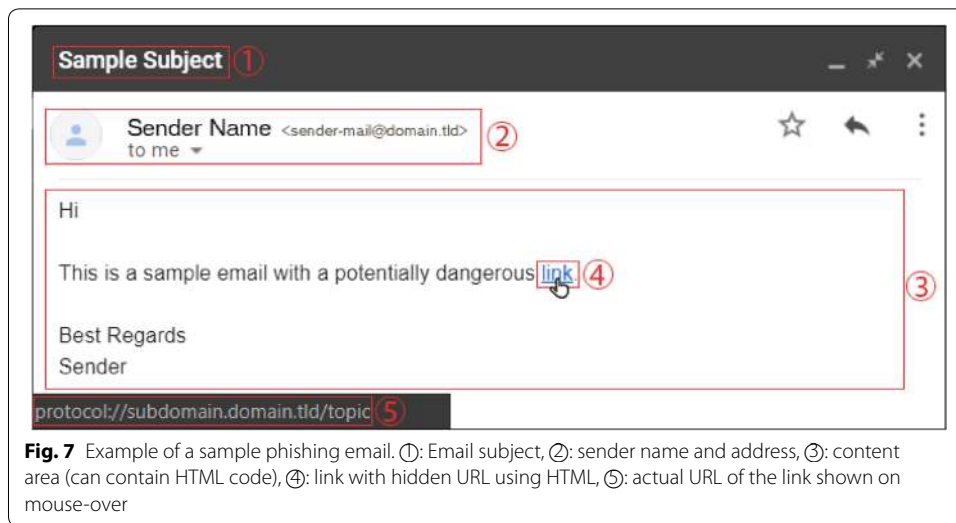 Sample Subject ①
Sender Name <sender-mail@domain.tld> ②
to me
Hi
This is a sample email with a potentially dangerous link. ④
③
Best Regards
Sender
protocol://subdomain.domain.tld/topic ⑤
Fig. 7 Example of a sample phishing email. ①: Email subject, ②: sender name and address, ③: content
area (can contain HTML code), ④: link with hidden URL using HTML, ⑤: actual URL of the link shown on
mouse-over